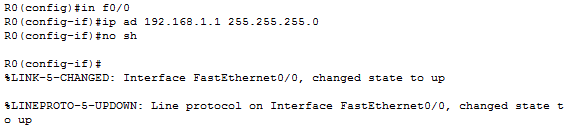 R0(config)#in f0/0
R0(config-if)#ip ad 192.168.1.1 255.255.255.0
R0(config-if)#no sh
R0(config-if)#
%LINK-5-CHANGED: Interface FastEthernet0/0, changed state to up
%LINEPROTO-5-UPDOWN: Line protocol on Interface FastEthernet0/0, changed state t
o up